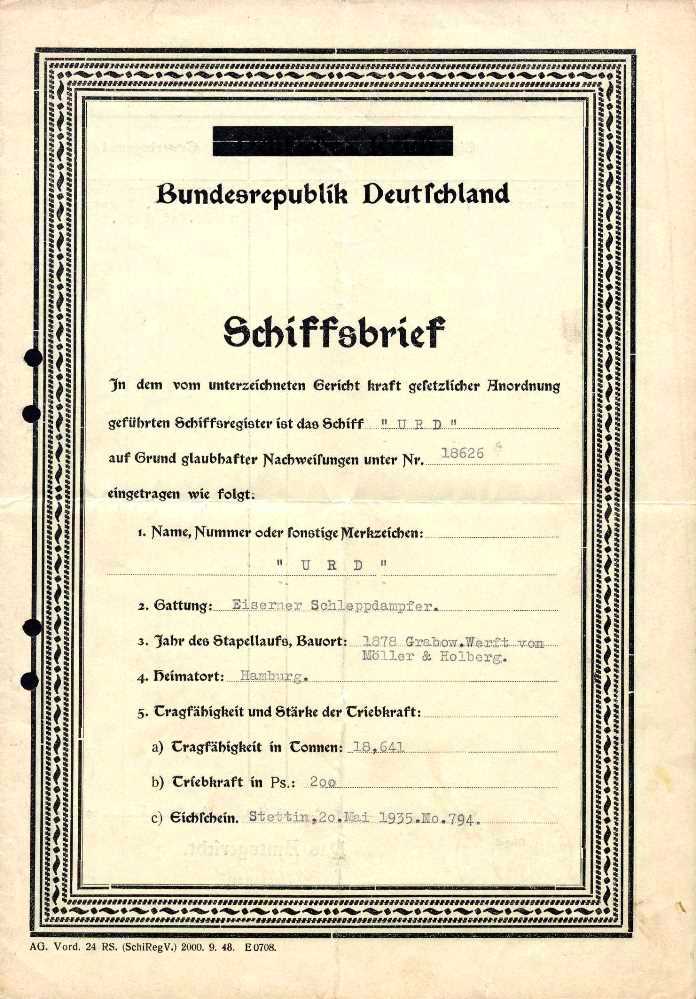 Bundesrepublik Deutschland
Schiffsbrief
In dem vom unterzeichneten Gericht kraft gesetzlicher Anordnung
geführten Schiffsregister ist das Schiff " U R D "
auf Grund glaubhafter Nachweisungen unter Nr. 18626
eingetragen wie folgt:
1. Name, Nummer oder sonstige Merkzeichen:
" U R D "
2. Gattung: Eiserner Schleppdampfer.
3. Jahr des Stapellaufs, Bauort: 1878 Grabow.Werft von
Möller & Holberg.
4. Heimatort: Hamburg.
5. Tragfähigkeit und Stärke der Triebkraft:
a) Tragfähigkeit in Tonnen: 18,641
b) Triebkraft in Ps.: 200
c) Eichschein. Stettin,20.Mai 1935.No.794.
AG. Vord. 24 RS. (SchiRegV.) 2000. 9. 48. E 0708.